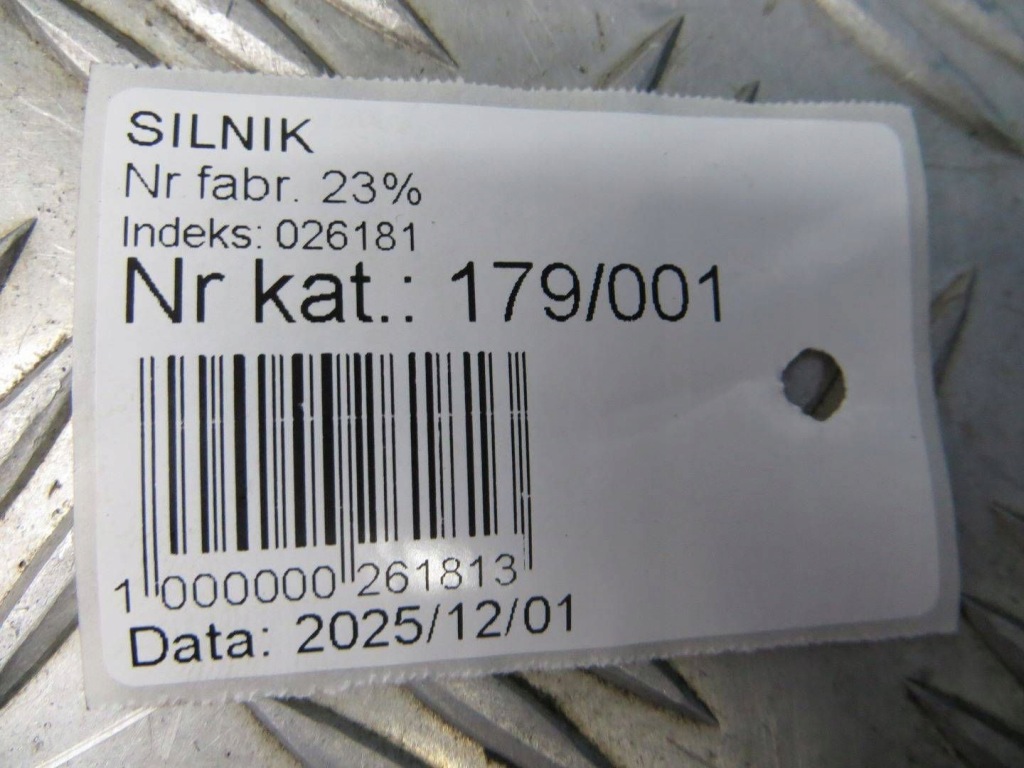 SILNIK
Nr fabr. 23%
Indeks: 026181
Nr kat.: 179/001
1 000000 261813
Data: 2025/12/01